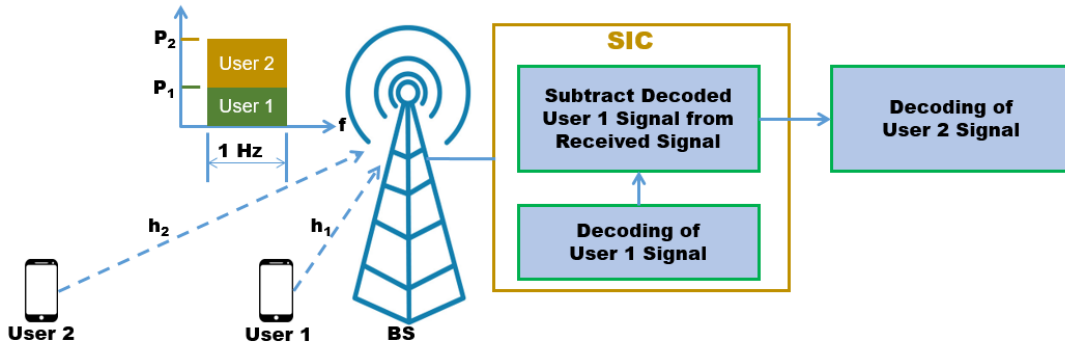 P2
User 2
P1
User 1
f
1 Hz
h2
h1
User 2
User 1
BS
SIC
Subtract Decoded
User 1 Signal from
Received Signal
Decoding of
User 1 Signal
Decoding of
User 2 Signal